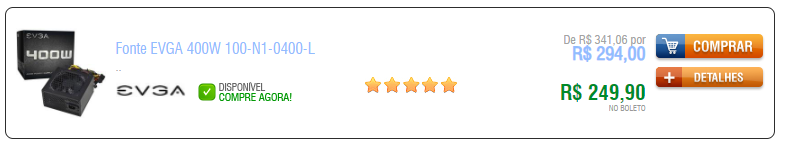 EVGA
400W
Fonte EVGA 400W 100-N1-0400-L
..
EVGA
DISPONÍVEL
COMPRE AGORA!
De R$ 341,06 por
R$ 294,00
R$ 249,90
NO BOLETO
COMPRAR
DETALHES